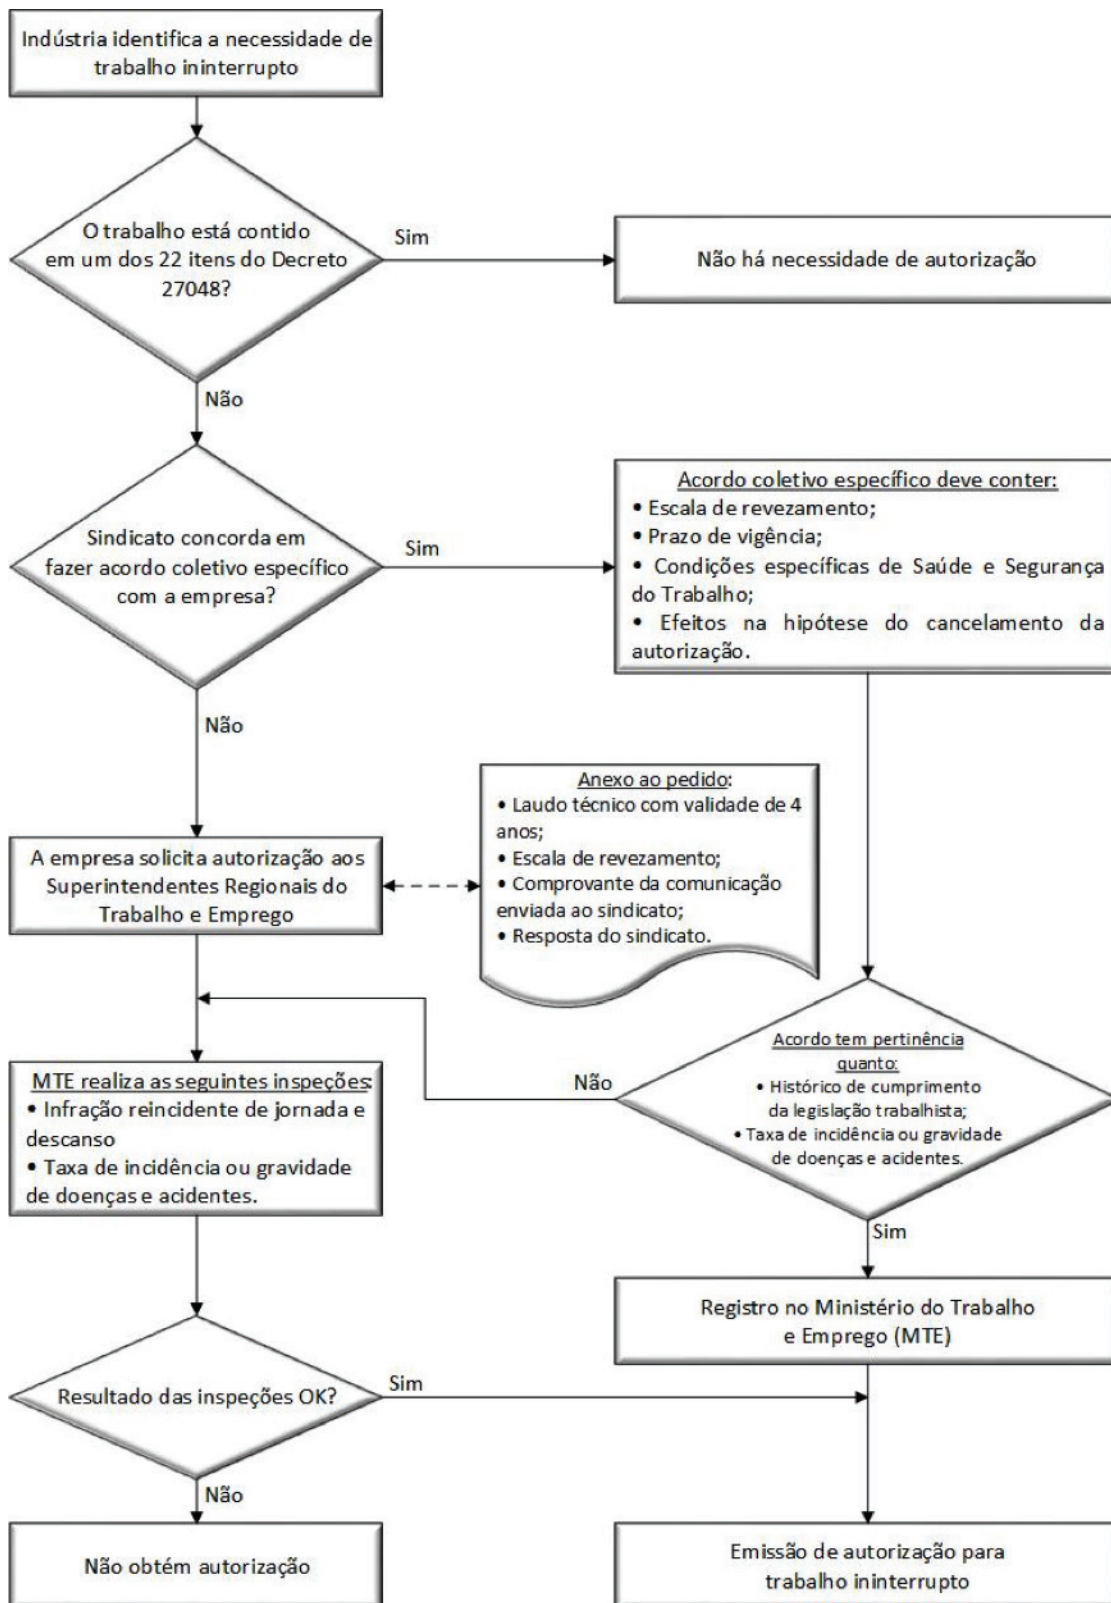 Indústria identifica a necessidade de
trabalho ininterrupto
O trabalho está contido
em um dos 22 itens do Decreto
27048?
Sim
Não há necessidade de autorização
Não
Sindicato concorda em
fazer acordo coletivo específico
com a empresa?
Sim
Acordo coletivo específico deve conter:
• Escala de revezamento;
• Prazo de vigência;
• Condições específicas de Saúde e Segurança
do Trabalho;
• Efeitos na hipótese do cancelamento da
autorização.
Não
A empresa solicita autorização aos
Superintendentes Regionais do
Trabalho e Emprego
Anexo ao pedido:
• Laudo técnico com validade de 4
anos;
• Escala de revezamento;
• Comprovante da comunicação
enviada ao sindicato;
• Resposta do sindicato.
Acordo tem pertinência
quanto:
• Histórico de cumprimento
da legislação trabalhista;
• Taxa de incidência ou gravidade
de doenças e acidentes.
Não
Sim
MTE realiza as seguintes inspeções:
• Infração reincidente de jornada e
descanso
• Taxa de incidência ou gravidade
de doenças e acidentes.
Registro no Ministério do Trabalho
e Emprego (MTE)
Resultado das inspeções OK?
Sim
Não
Não obtém autorização
Emissão de autorização para
trabalho ininterrupto